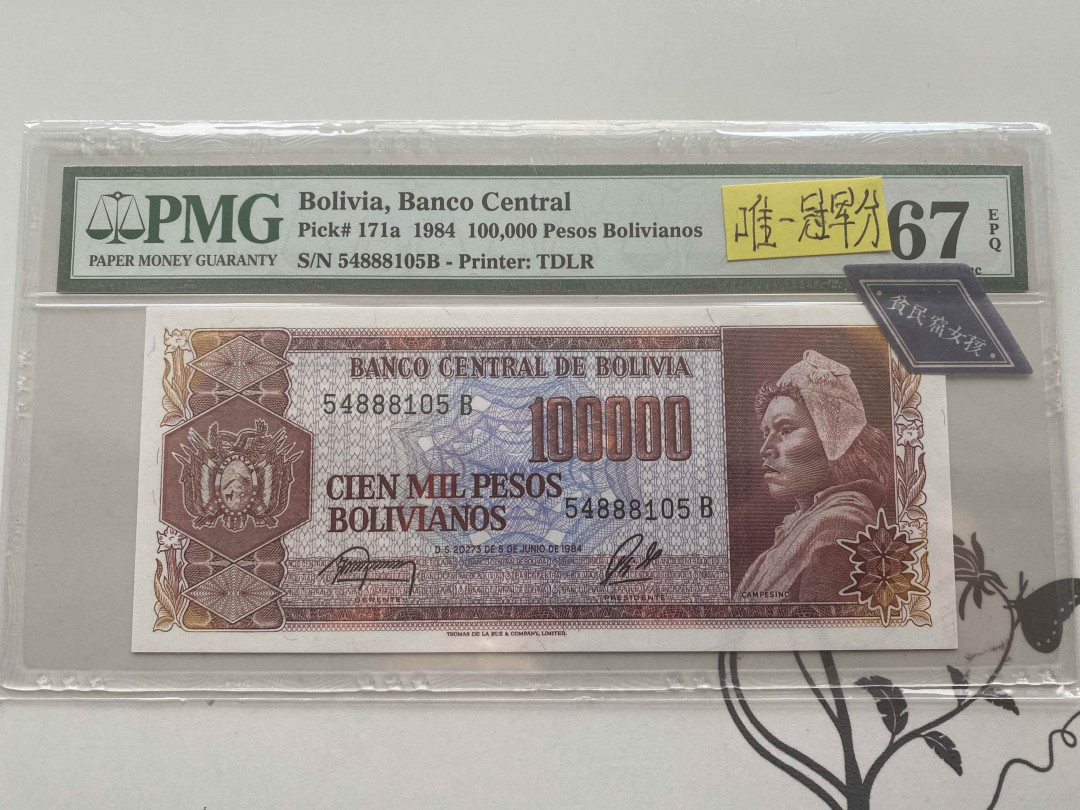 PMG
PAPER MONEY GUARANTY
Bolivia, Banco Central
Pick# 171a 1984 100,000 Pesos Bolivianos
S/N 54888105B - Printer: TDLR
唯一冠军分
67
EPQ
貧民窟女孩
BANCO CENTRAL DE BOLIVIA
54888105 B
100000
CIEN MIL PESOS
BOLIVIANOS
54888105 B
D.S. 20273 DE 5 DE JUNIO DE 1984
GERENTE
PRESIDENTE
CAMPESINO
THOMAS DE LA RUE & COMPANY, LIMITED.